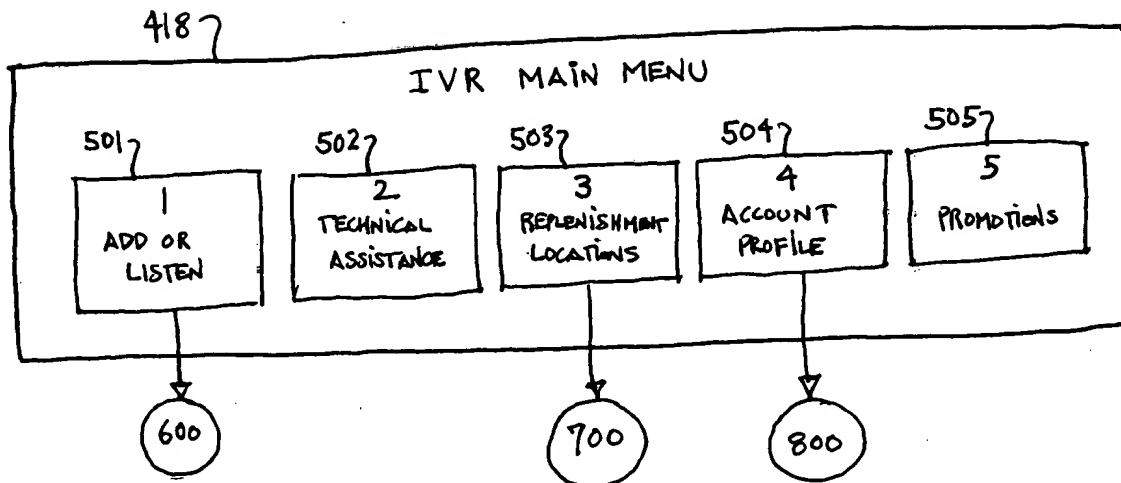 418
IVR MAIN MENU
501
1
ADD OR
LISTEN
502
2
TECHNICAL
ASSISTANCE
503
3
REPLENISHMENT
LOCATIONS
504
4
ACCOUNT
PROFILE
505
5
PROMOTIONS
600
700
800